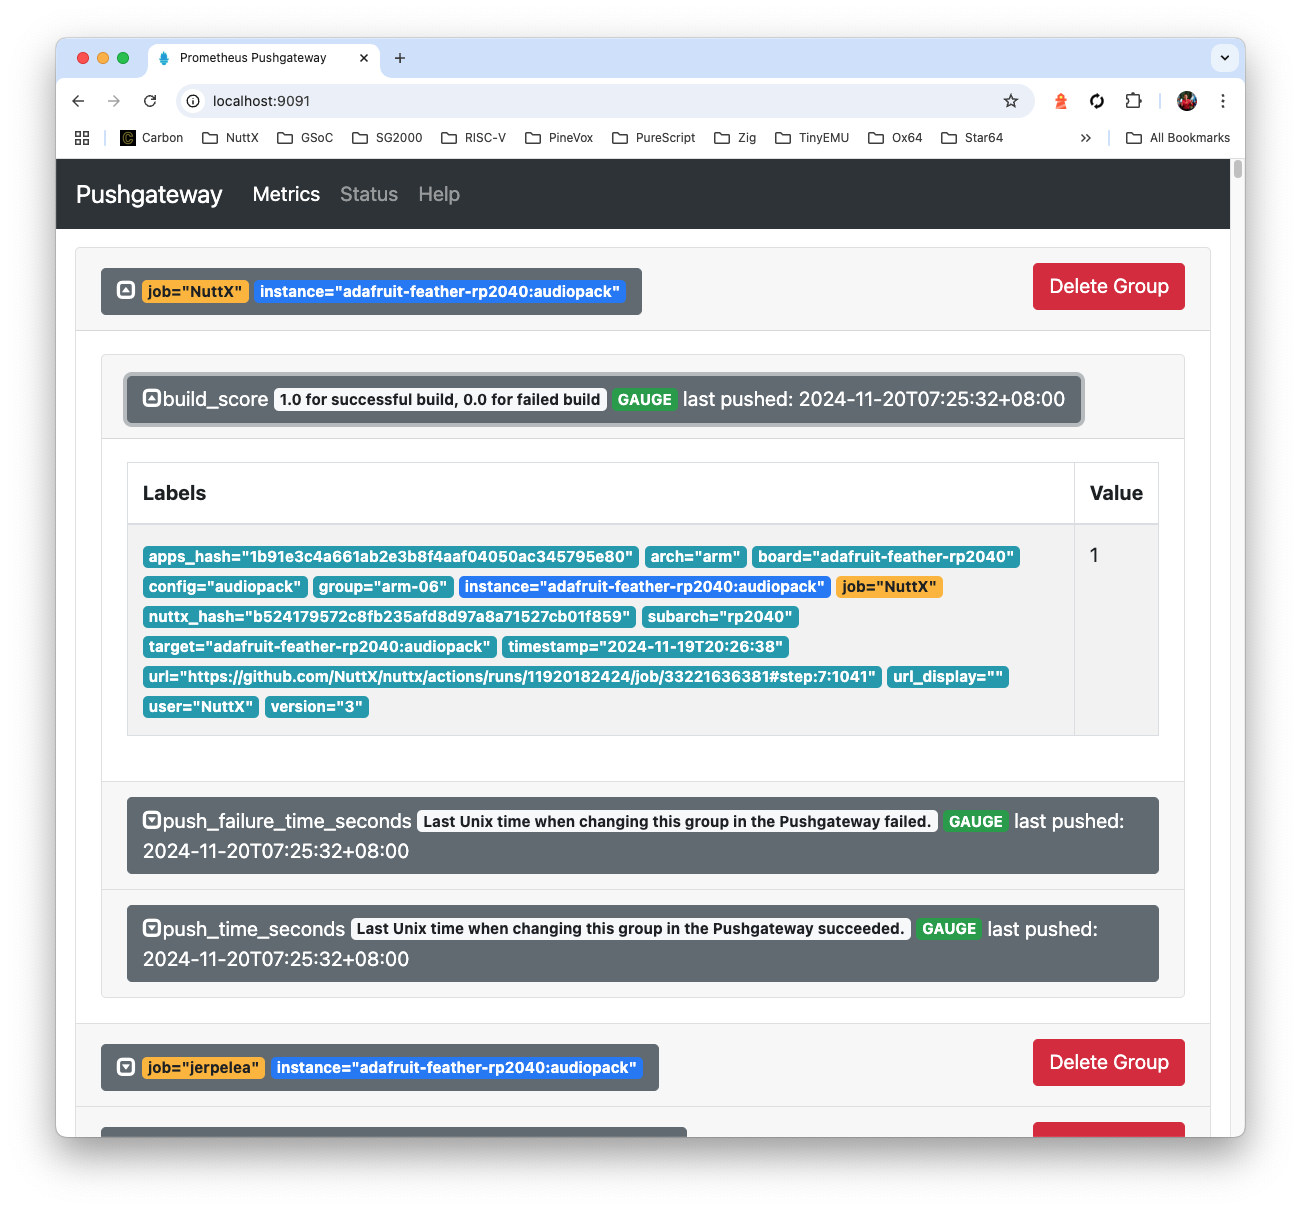 Prometheus Pushgateway
localhost:9091
Carbon NuttX GSoC SG2000 RISC-V PineVox PureScript Zig TinyEMU Ox64 Star64 » All Bookmarks
Pushgateway Metrics Status Help
job="NuttX" instance="adafruit-feather-rp2040:audiopack" Delete Group
build_score 1.0 for successful build, 0.0 for failed build GAUGE last pushed: 2024-11-20T07:25:32+08:00
Labels Value
apps_hash="1b91e3c4a661ab2e3b8f4aaf04050ac345795e80" arch="arm" board="adafruit-feather-rp2040" 1
config="audiopack" group="arm-06" instance="adafruit-feather-rp2040:audiopack" job="NuttX"
nuttx_hash="b524179572c8fb235afd8d97a8a71527cb01f859" subarch="rp2040"
target="adafruit-feather-rp2040:audiopack" timestamp="2024-11-19T20:26:38"
url="https://github.com/NuttX/nuttx/actions/runs/11920182424/job/33221636381#step:7:1041" url_display=""
user="NuttX" version="3"
push_failure_time_seconds Last Unix time when changing this group in the Pushgateway failed. GAUGE last pushed:
2024-11-20T07:25:32+08:00
push_time_seconds Last Unix time when changing this group in the Pushgateway succeeded. GAUGE last pushed:
2024-11-20T07:25:32+08:00
job="jerpelea" instance="adafruit-feather-rp2040:audiopack" Delete Group